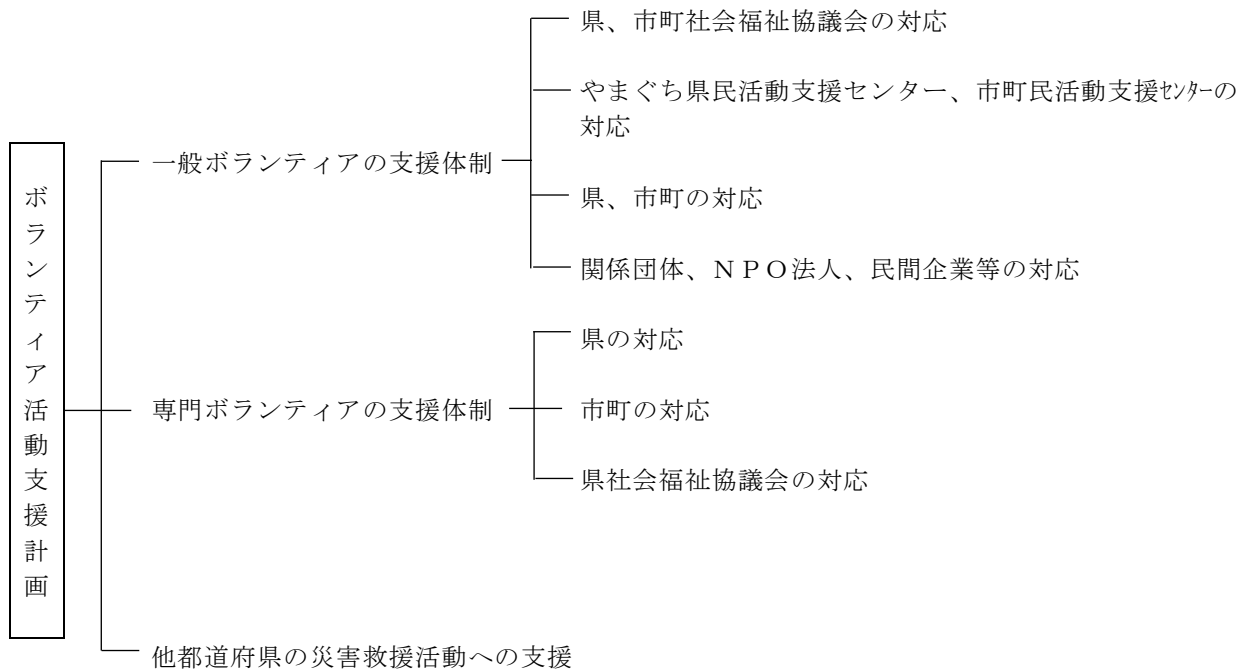 ボランティア活動支援計画
一般ボランティアの支援体制
県、市町社会福祉協議会の対応
やまぐち県民活動支援センター、市町民活動支援ｾﾝﾀｰの
対応
県、市町の対応
関係団体、ＮＰＯ法人、民間企業等の対応
専門ボランティアの支援体制
県の対応
市町の対応
県社会福祉協議会の対応
他都道府県の災害救援活動への支援